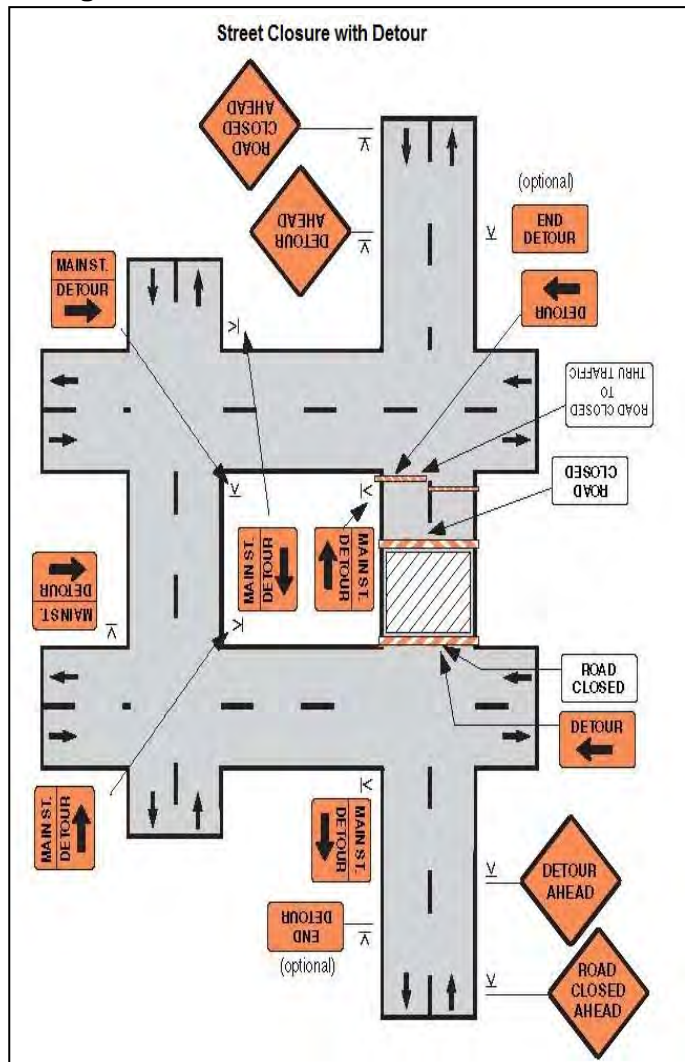 Street Closure with Detour
ROAD
CLOSED
AHEAD
DETOUR
AHEAD
(optional)
END
DETOUR
MAIN ST.
DETOUR
DETOUR
ROAD CLOSED
TO
THRU TRAFFIC
ROAD
CLOSED
MAIN ST.
DETOUR
MAIN ST.
DETOUR
MAIN ST.
DETOUR
ROAD
CLOSED
DETOUR
MAIN ST.
DETOUR
MAIN ST.
DETOUR
DETOUR
AHEAD
END
DETOUR
(optional)
ROAD
CLOSED
AHEAD